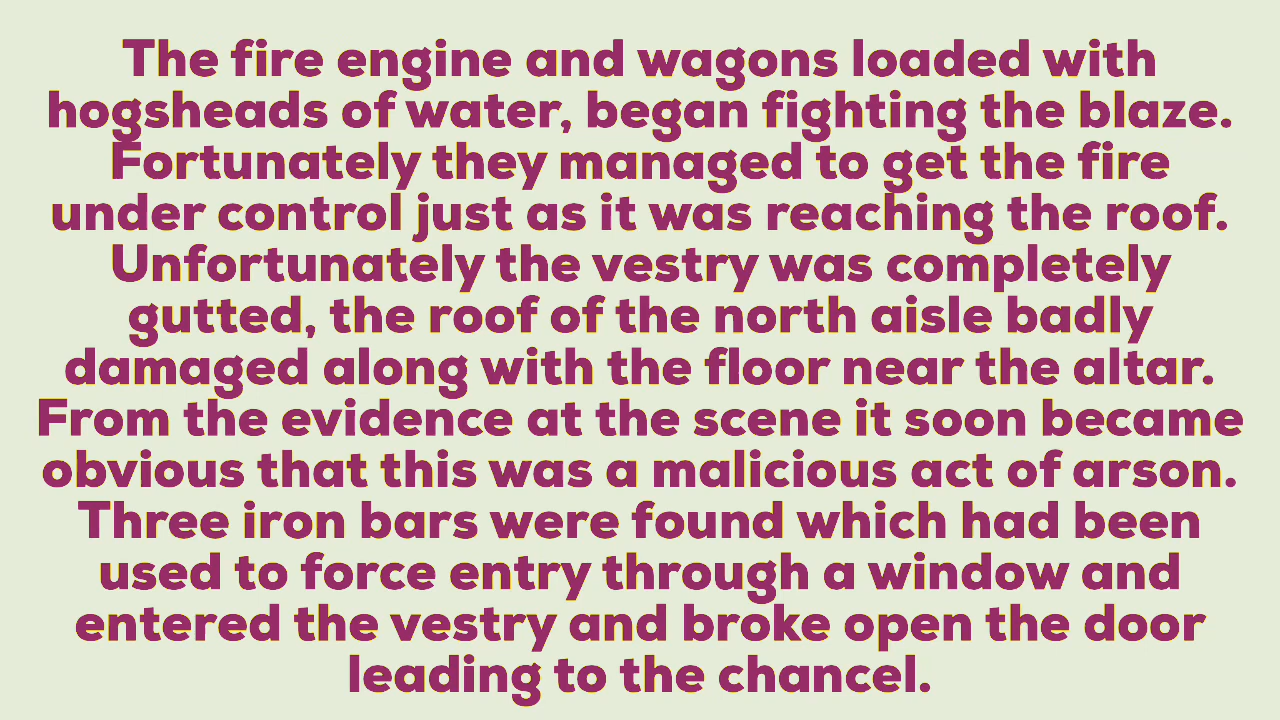 The fire engine and wagons loaded with
hogsheads of water, began fighting the blaze.
Fortunately they managed to get the fire
under control just as it was reaching the roof.
Unfortunately the vestry was completely
gutted, the roof of the north aisle badly
damaged along with the floor near the altar.
From the evidence at the scene it soon became
obvious that this was a malicious act of arson.
Three iron bars were found which had been
used to force entry through a window and
entered the vestry and broke open the door
leading to the chancel.